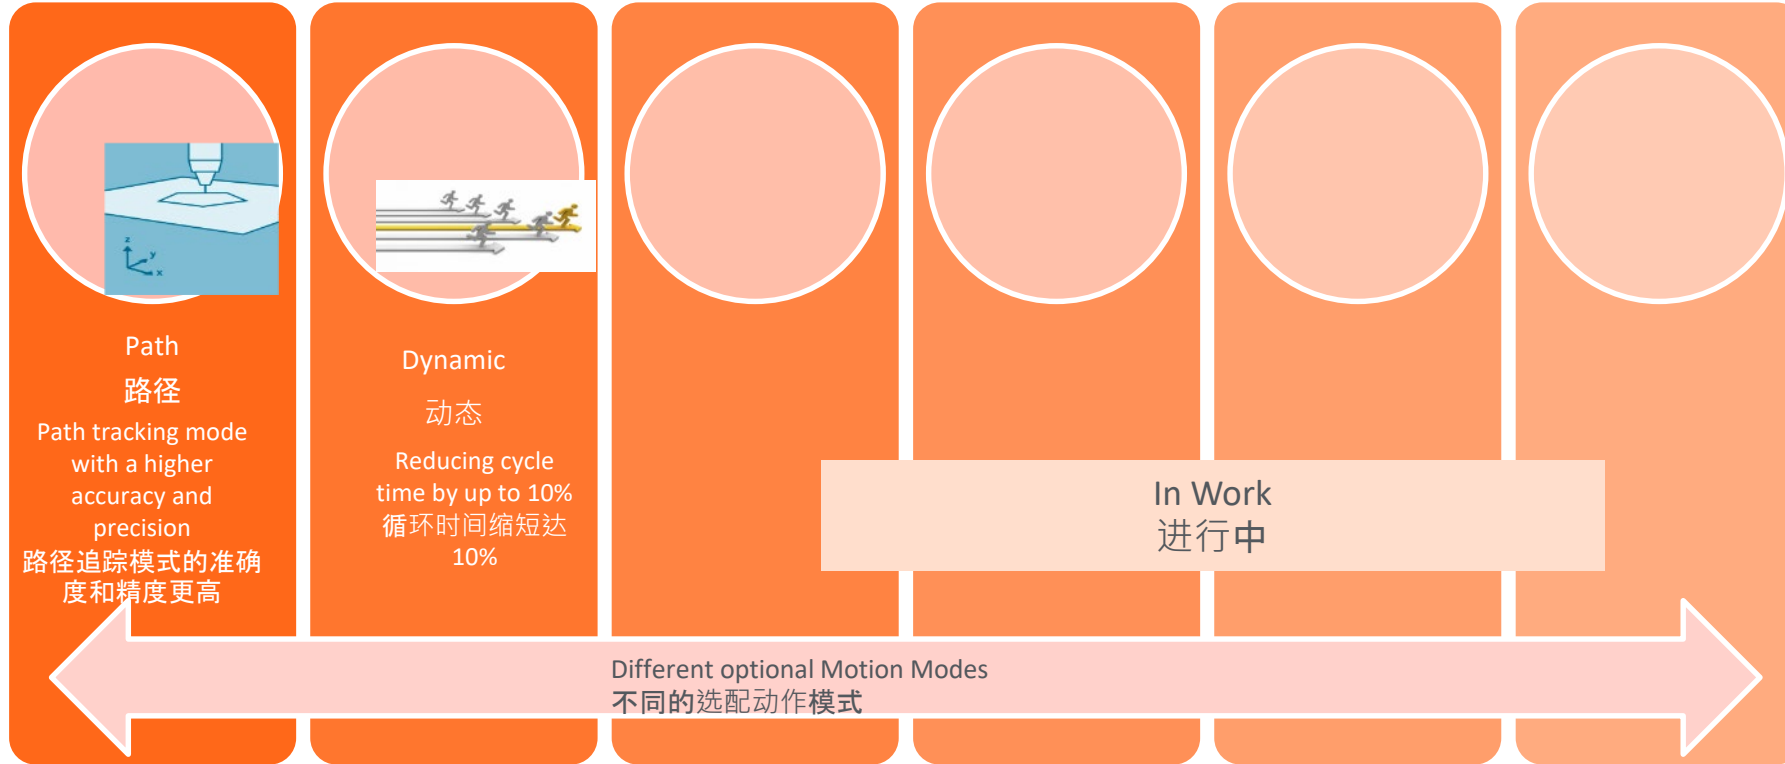 z
y
x
Path
路径
Path tracking mode
with a higher
accuracy and
precision
路径追踪模式的准确
度和精度更高
Dynamic
动态
Reducing cycle
time by up to 10%
循环时间缩短达
10%
In Work
进行中
Different optional Motion Modes
不同的选配动作模式